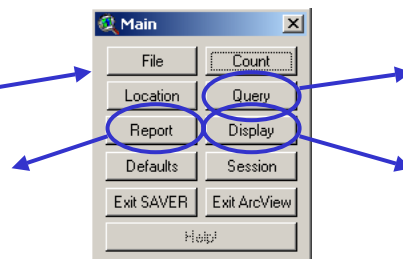 Main
File Count
Location Query
Report Display
Defaults Session
Exit SAVER Exit ArcView
Help!